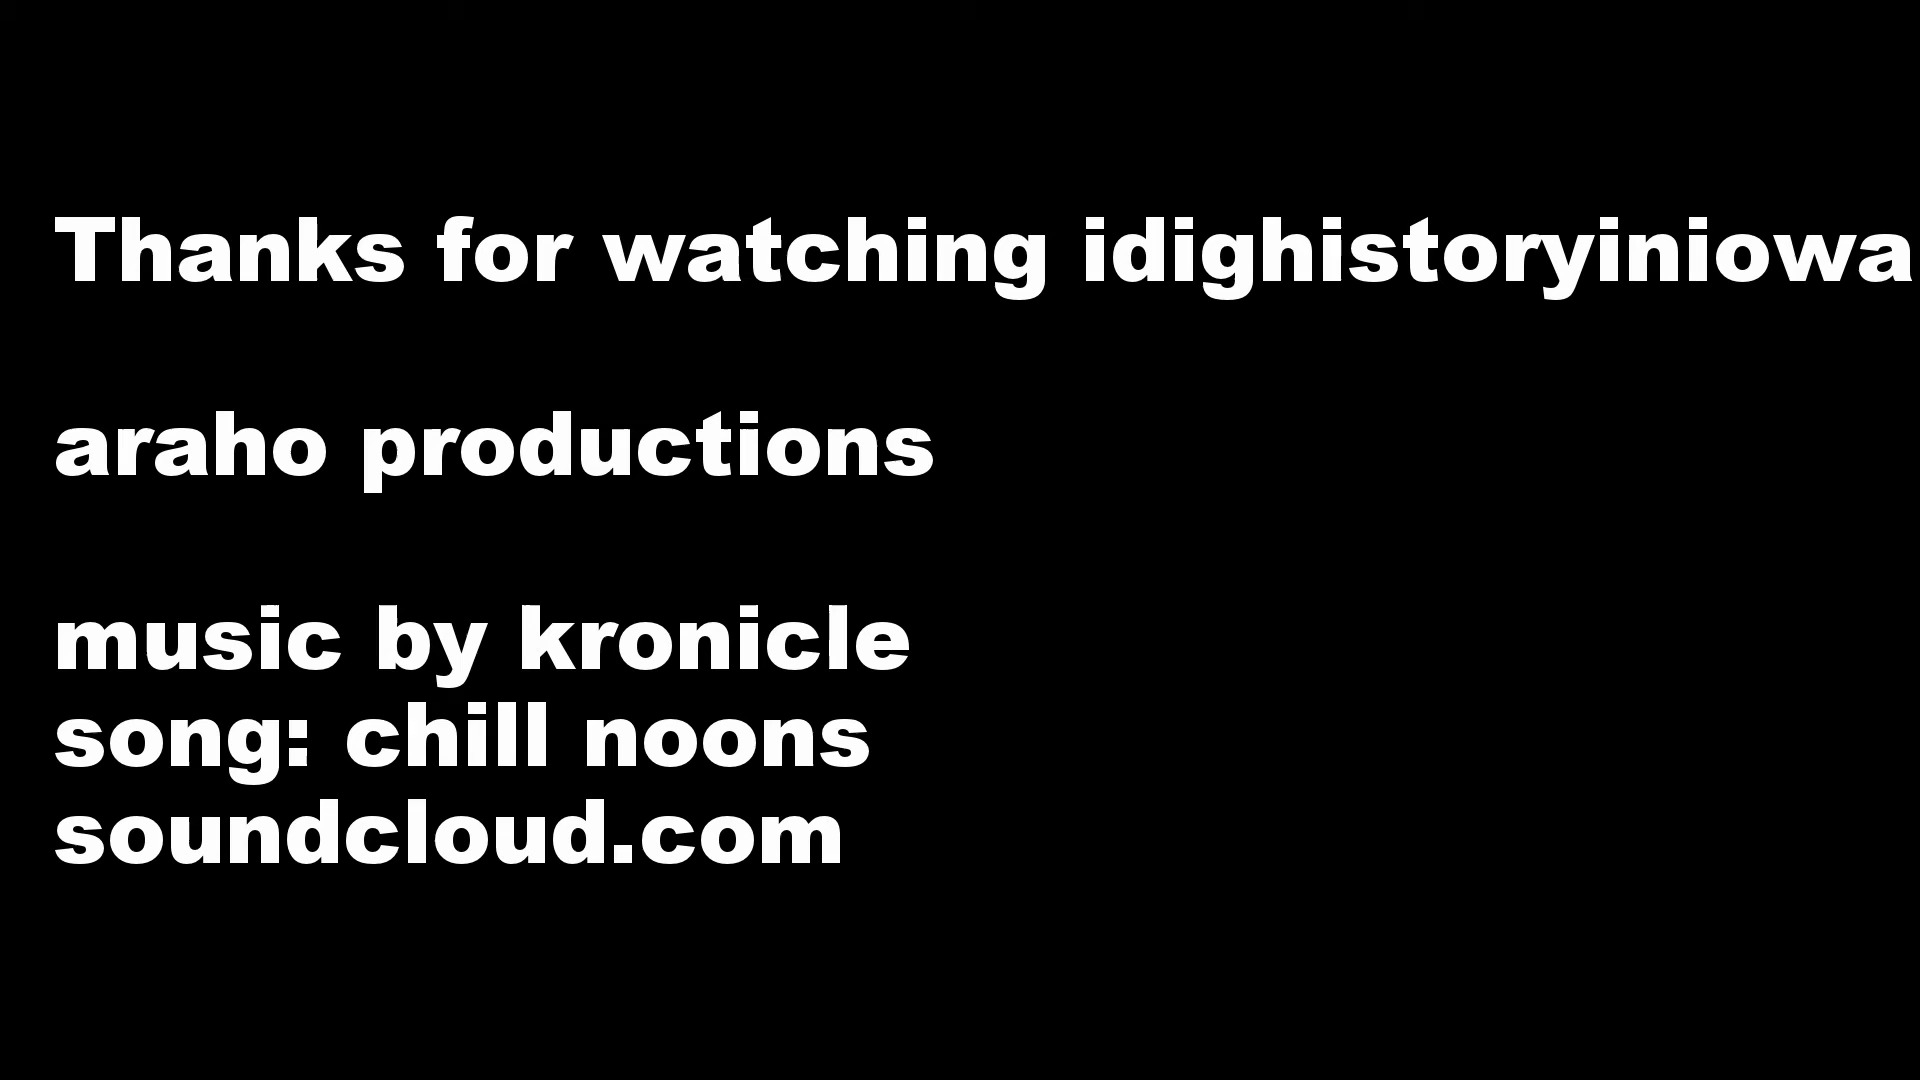 Thanks for watching idighistoryiniowa
araho productions
music by kronicle
song: chill noons
soundcloud.com